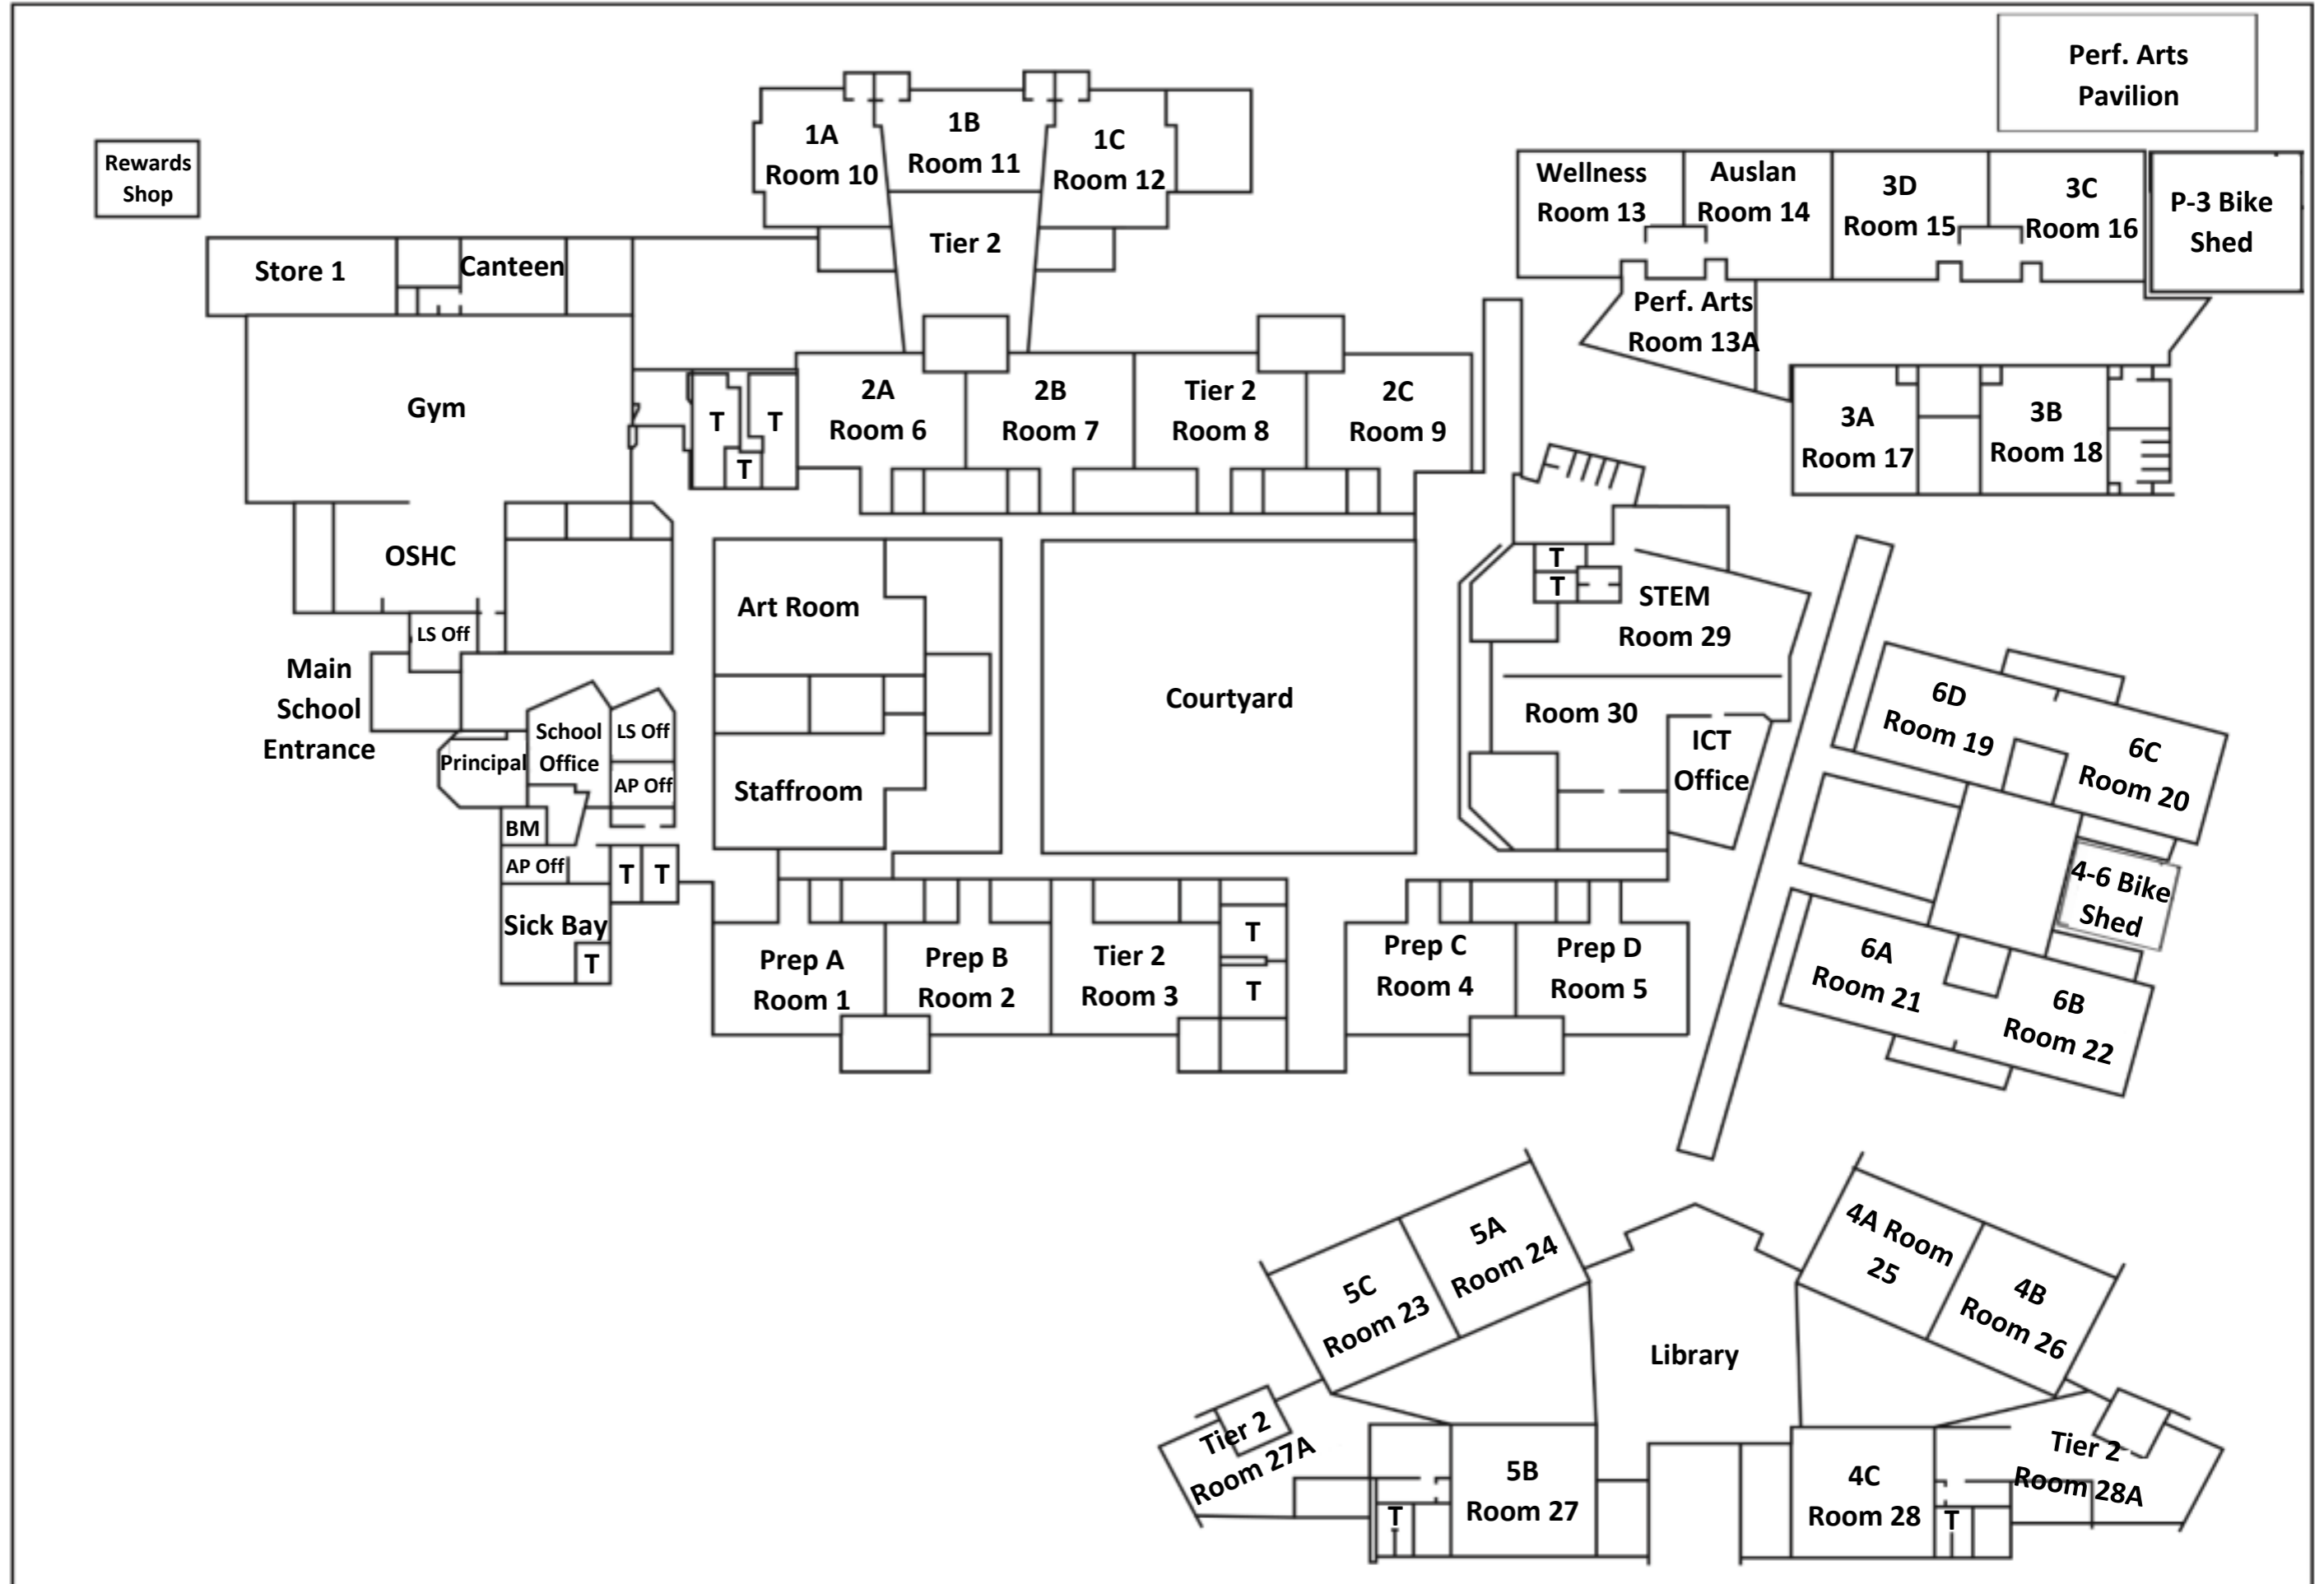 Perf. Arts
Pavilion
Rewards
Shop
1A
Room 10
1B
Room 11
1C
Room 12
Tier 2
Wellness
Room 13
Auslan
Room 14
3D
Room 15
3C
Room 16
P-3 Bike
Shed
Store 1
Canteen
Perf. Arts
Room 13A
Gym
T
T
T
2A
Room 6
2B
Room 7
Tier 2
Room 8
2C
Room 9
3A
Room 17
3B
Room 18
OSHC
LS Off
Main
School
Entrance
Art Room
Courtyard
T
T
STEM
Room 29
Room 30
ICT
Office
6D
Room 19
6C
Room 20
School
Office
LS Off
Principal
AP Off
Staffroom
BM
AP Off
T
T
Sick Bay
T
4-6 Bike
Shed
Prep A
Room 1
Prep B
Room 2
Tier 2
Room 3
T
T
Prep C
Room 4
Prep D
Room 5
6A
Room 21
6B
Room 22
5A
Room 24
5C
Room 23
4A Room
25
4B
Room 26
Library
Tier 2
Room 27A
T
5B
Room 27
4C
Room 28
T
Tier 2
Room 28A